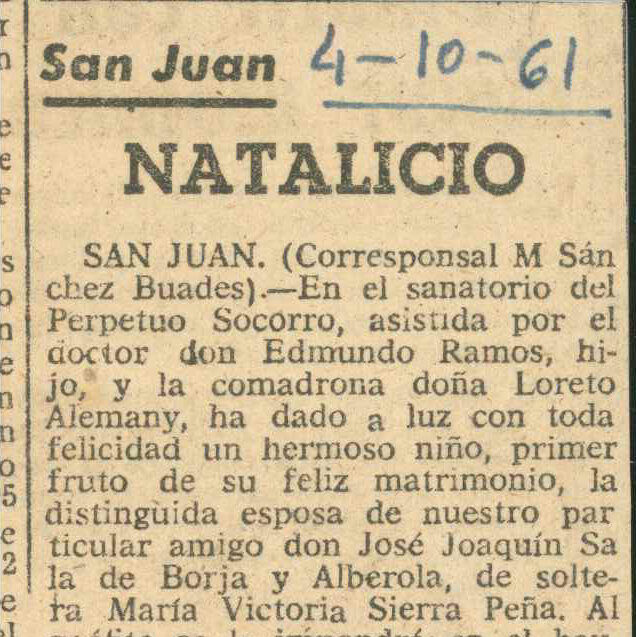 San Juan 4-10-61
NATALICIO
SAN JUAN. (Corresponsal M Sán
chez Buades).—En el sanatorio del
Perpetuo Socorro, asistida por el
doctor don Edmundo Ramos, hi-
jo, y la comadrona doña Loreto
Alemany, ha dado a luz con toda
felicidad un hermoso niño, primer
fruto de su feliz matrimonio, la
distinguida esposa de nuestro par
ticular amigo don José Joaquín Sa
la de Borja y Alberola, de solte-
ra María Victoria Sierra Peña. Al